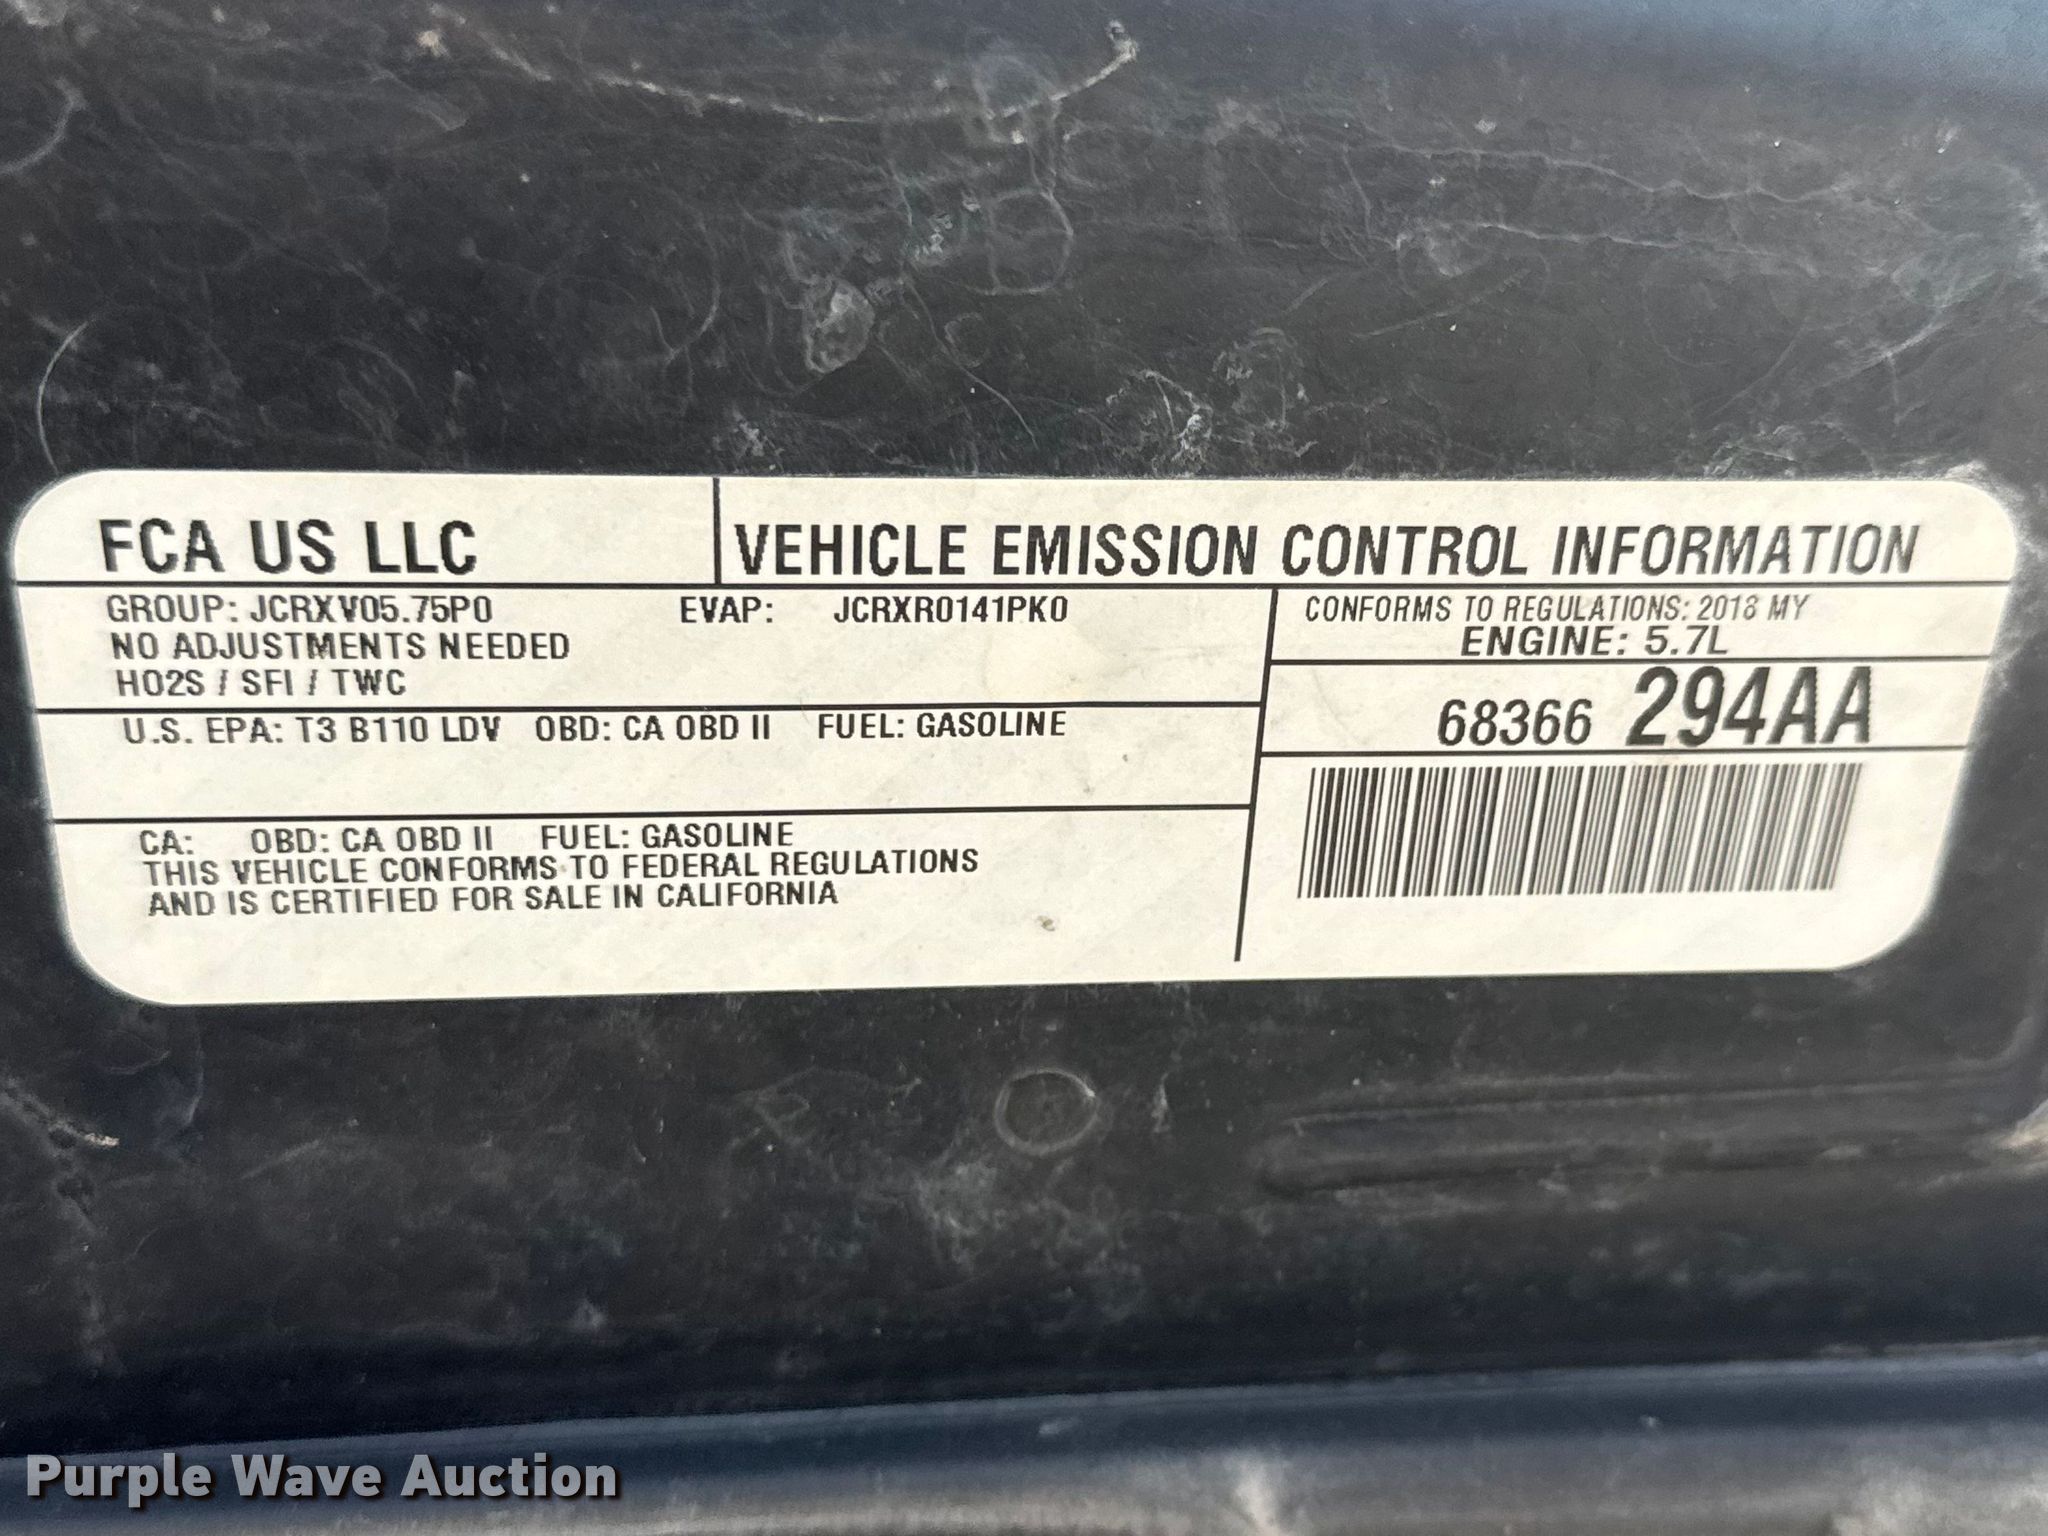 FCA US LLC
VEHICLE EMISSION CONTROL INFORMATION
GROUP: JCRXV05.75P0 EVAP: JCRXR0141PK0
NO ADJUSTMENTS NEEDED
HO2S / SFI / TWC
CONFORMS TO REGULATIONS: 2018 MY
ENGINE: 5.7L
68366 294AA
U.S. EPA: T3 B110 LDV OBD: CA OBD II FUEL: GASOLINE
CA: OBD: CA OBD II FUEL: GASOLINE
THIS VEHICLE CONFORMS TO FEDERAL REGULATIONS
AND IS CERTIFIED FOR SALE IN CALIFORNIA
Purple Wave Auction